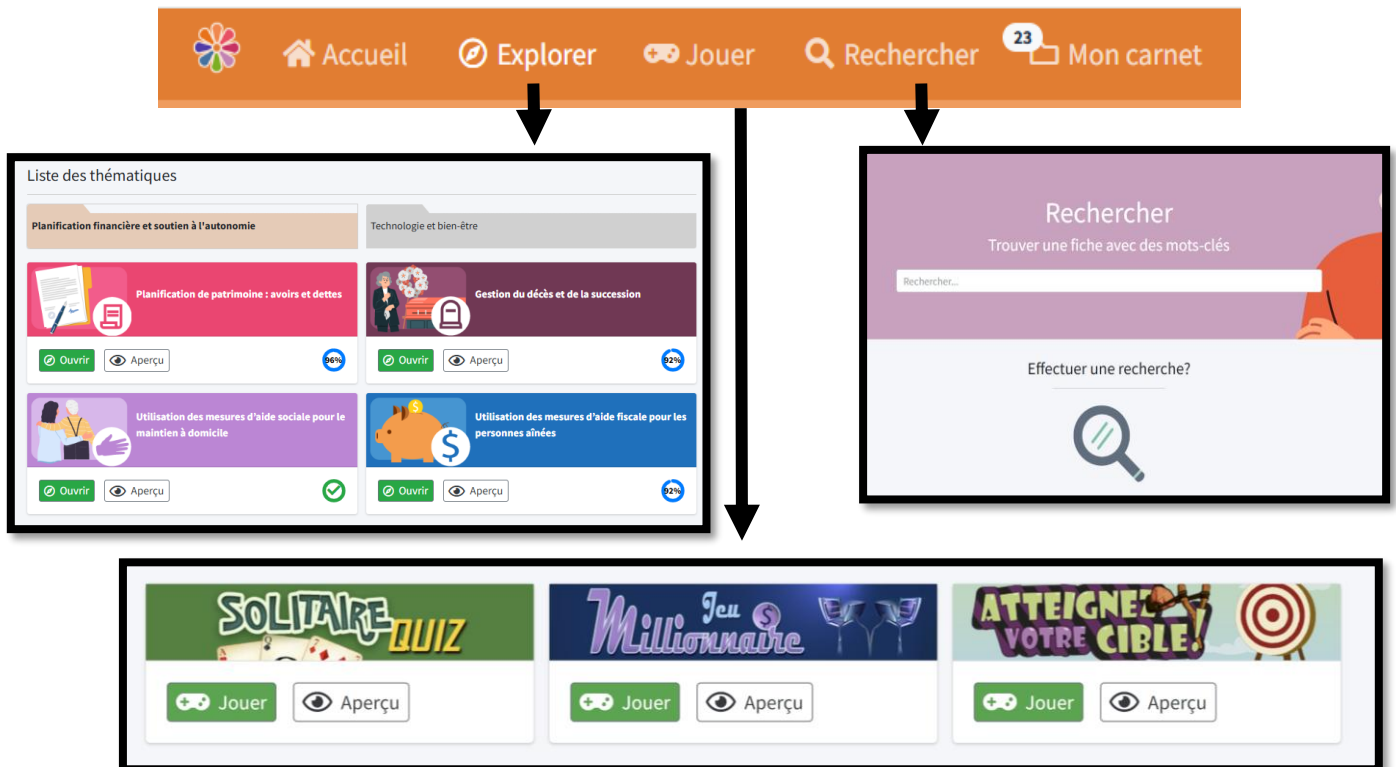 Accueil
Explorer
Jouer
Rechercher
23
Mon carnet
Liste des thématiques
Planification financière et soutien à l'autonomie
Technologie et bien-être
Planification de patrimoine : avoirs et dettes
Gestion du décès et de la succession
Ouvrir
Aperçu
96%
Ouvrir
Aperçu
92%
Utilisation des mesures d'aide sociale pour le
maintien à domicile
Utilisation des mesures d'aide fiscale pour les
personnes aînées
Ouvrir
Aperçu
Ouvrir
Aperçu
92%
Rechercher
Trouver une fiche avec des mots-clés
Rechercher...
Effectuer une recherche?
SOLITAIRE
QUIZ
Jeu
Millionnaire
ATTEIGNEZ
VOTRE CIBLE!
Jouer
Aperçu
Jouer
Aperçu
Jouer
Aperçu